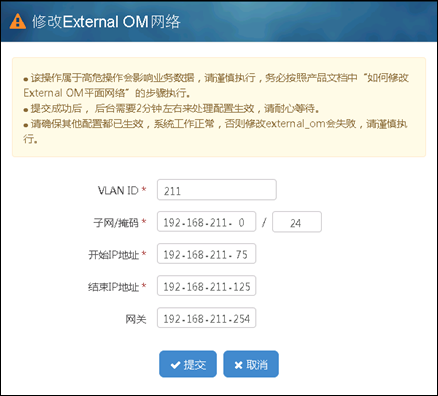 修改External OM网络
● 该操作属于高危操作会影响业务数据，请谨慎执行，务必按照产品文档中“如何修改
External OM平面网络”的步骤执行。
● 提交成功后， 后台需要2分钟左右来处理配置生效，请耐心等待。
● 请确保其他配置都已生效，系统工作正常，否则修改external_om会失败，请谨慎执
行。
VLAN ID * 211
子网/掩码 * 192.168.211. 0 / 24
开始IP地址 * 192.168.211. 75
结束IP地址 * 192.168.211.125
网关 192.168.211.254
提交 取消